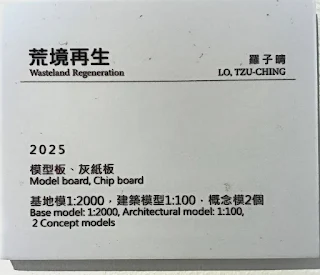 荒境再生
羅子晴
Wasteland Regeneration
LO, TZU-CHING
2025
模型板、灰紙板
Model board, Chip board
基地模1:2000，建築模型1:100．概念模2個
Base model: 1:2000, Architectural model: 1:100,
2 Concept models